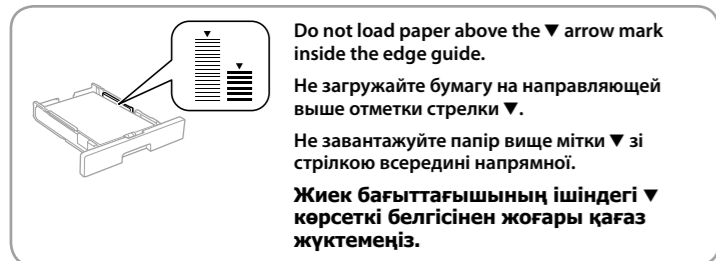 Do not load paper above the ▼ arrow mark
inside the edge guide.
Не загружайте бумагу на направляющей
выше отметки стрелки ▼.
Не завантажуйте папір вище мітки ▼ зі
стрілкою всередині напрямної.
Жиек бағыттағышының ішіндегі ▼
көрсеткі белгісінен жоғары қағаз
жүктемеңіз.